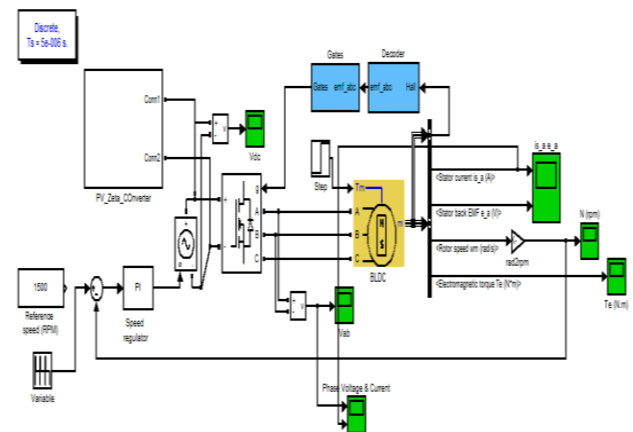 Discrete,
Ts = 5e-006 s.
Gates
Decoder
Gates emf_abc
emf_abc Hall
Conn1
Conn2
PV_Zeta_COnverter
+
-
v
Vdc
Step
g
+
-
A
B
C
Tm
A
B
C
m
N
S
BLDC
is_a e_a
<Stator current is_a (A)>
<Stator back EMF e_a (V)>
<Rotor speed wm (rad/s)>
<Electromagnetic torque Te (N*m)>
rad2rpm
N (rpm)
Te (N.m)
1500
Reference
speed (RPM)
PI
Speed
regulator
+
-
v
Vab
Variable
Phase Voltage & Current